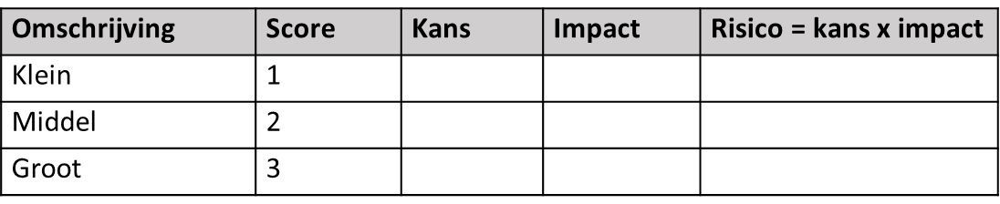 Omschrijving Score Kans Impact Risico = kans x impact
Klein 1
Middel 2
Groot 3